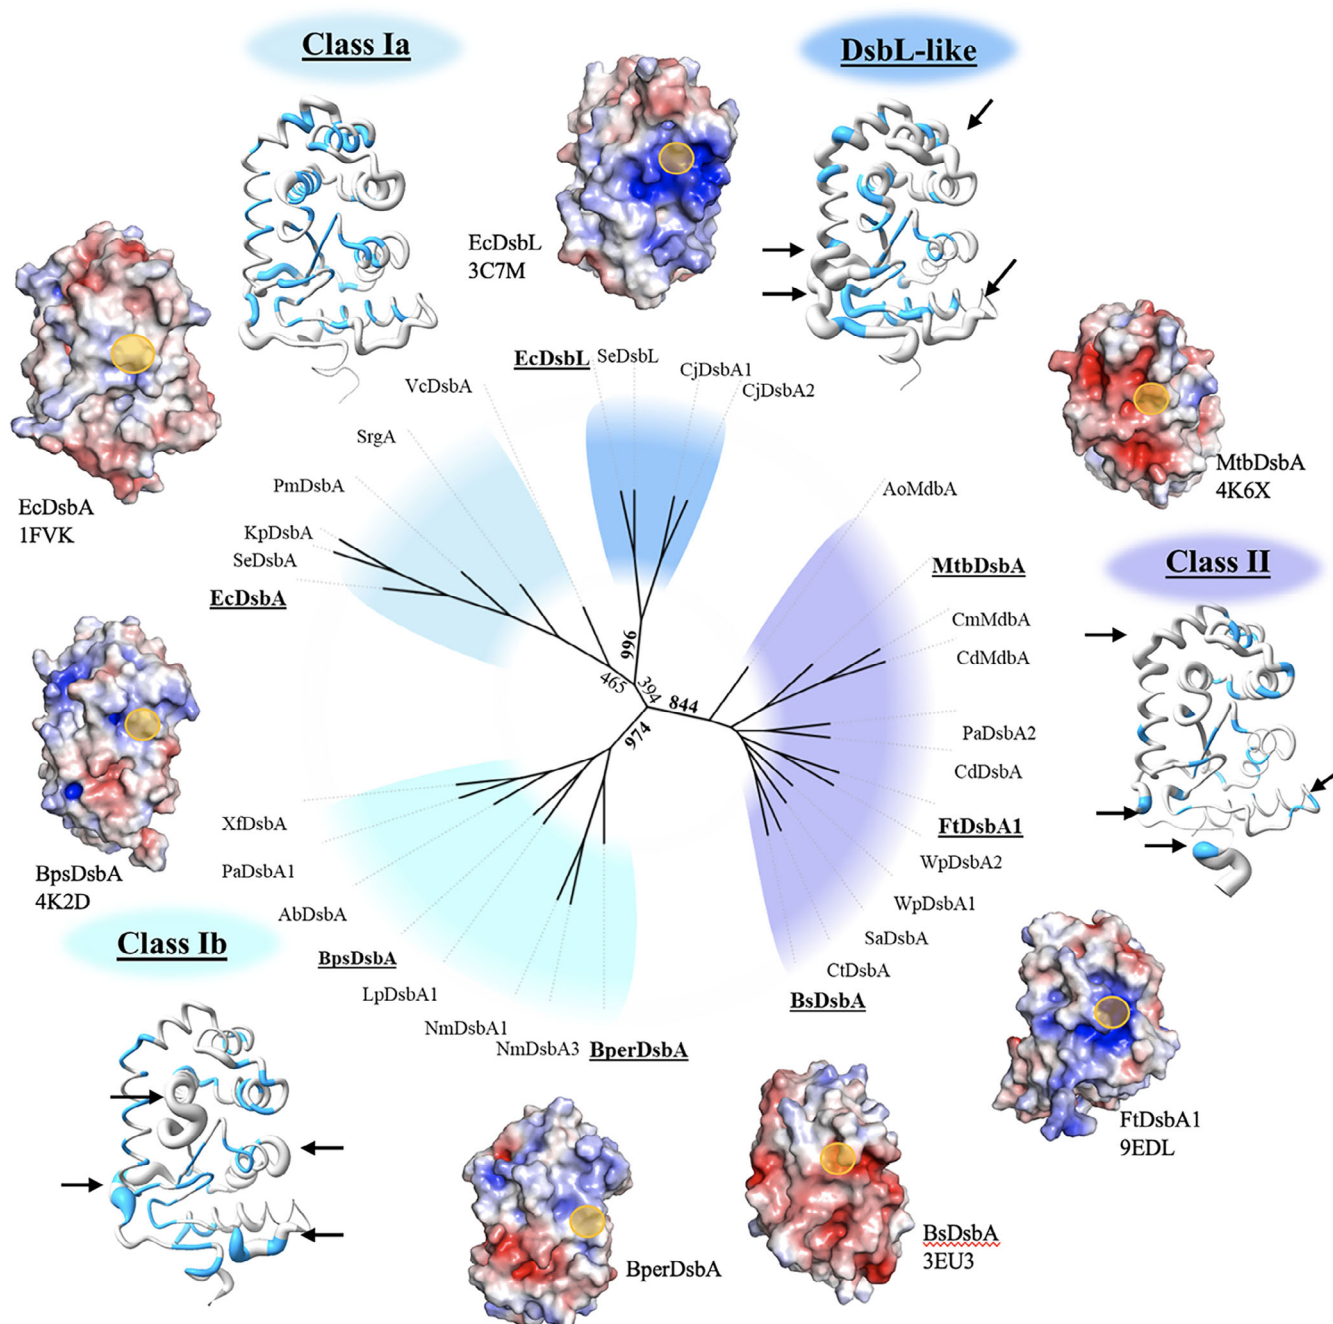 Class Ia
DsbL-like
EcDsbL
3C7M
EcDsbA
1FVK
MtbDsbA
4K6X
Class II
EcDsbL
SeDsbL
CjDsbA1
CjDsbA2
VcDsbA
SrgA
PmDsbA
KpDsbA
SeDsbA
EcDsbA
AoMdbA
MtbDsbA
CmMdbA
CdMdbA
PaDsbA2
CdDsbA
FtDsbA1
WpDsbA2
WpDsbA1
SaDsbA
CtDsbA
BsDsbA
996
465
394
844
974
XfDsbA
PaDsbA1
AbDsbA
BpsDsbA
LpDsbA1
NmDsbA1
NmDsbA3
BperDsbA
BpsDsbA
4K2D
Class Ib
BperDsbA
BsDsbA
3EU3
FtDsbA1
9EDL